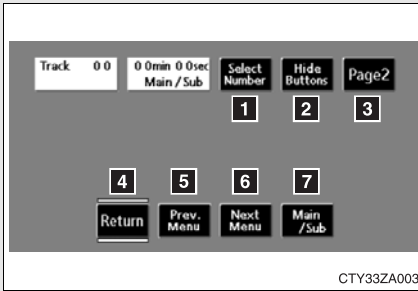 Track 0 0
0 0min 0 0sec
Main / Sub
Select
Number
Hide
Buttons
Page2
1 2 3
4 5 6 7
Return
Prev.
Menu
Next
Menu
Main
/Sub
CTY33ZA003